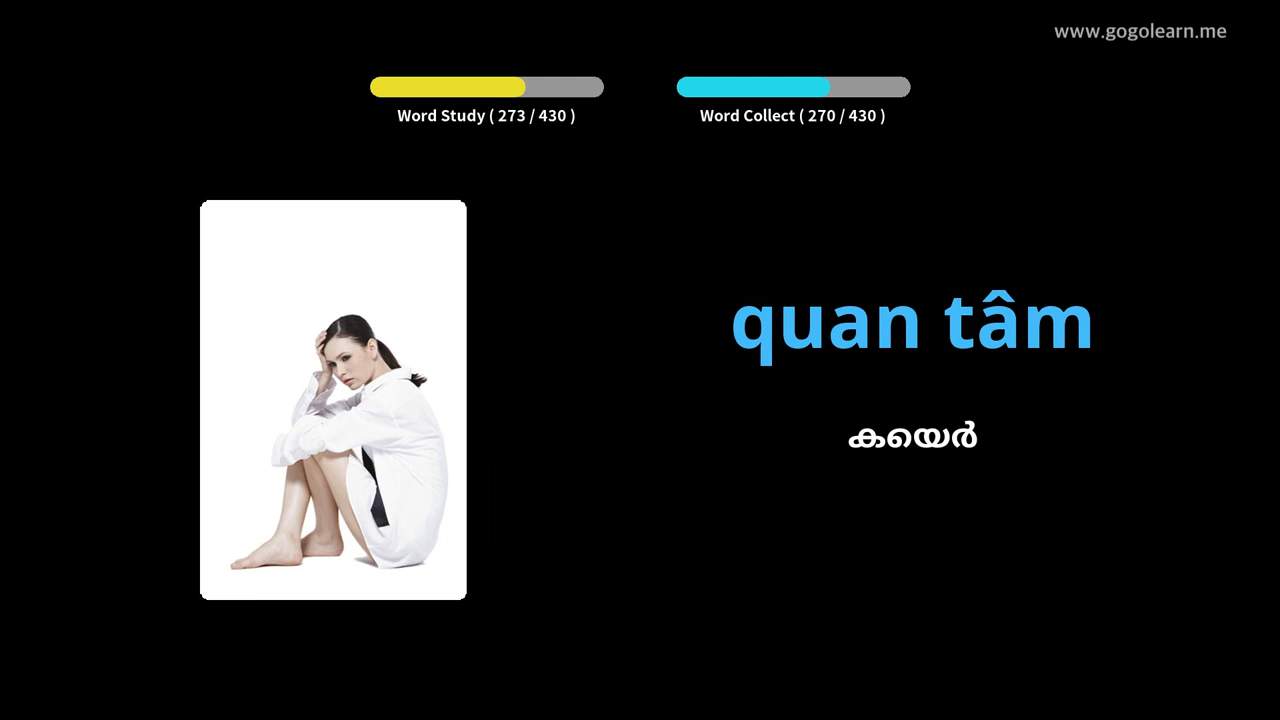 www.gogolearn.me
Word Study ( 273 / 430 )
Word Collect ( 270 / 430 )
quan tâm
കയെർ